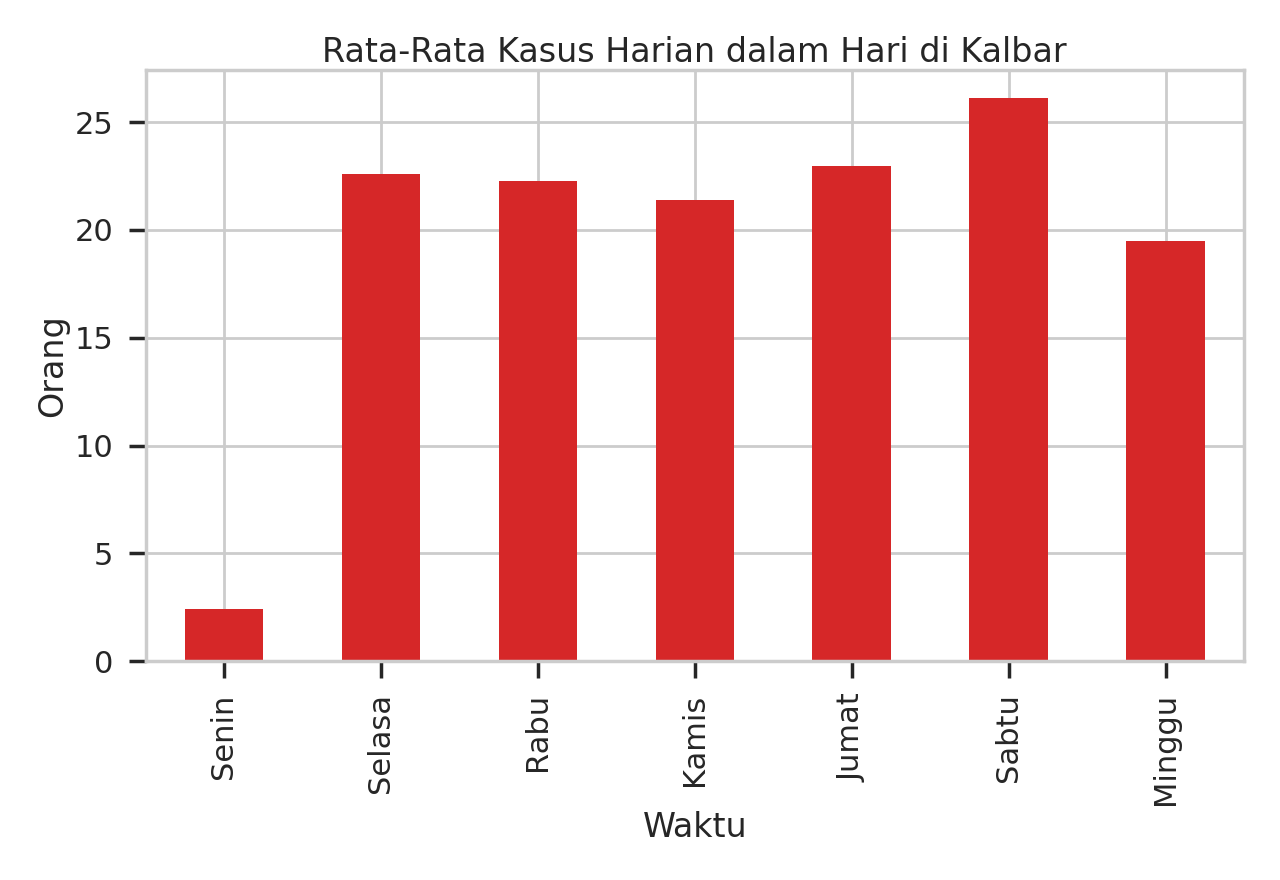 Rata-Rata Kasus Harian dalam Hari di Kalbar
Orang
25
20
15
10
5
0
Senin
Selasa
Rabu
Kamis
Jumat
Sabtu
Minggu
Waktu